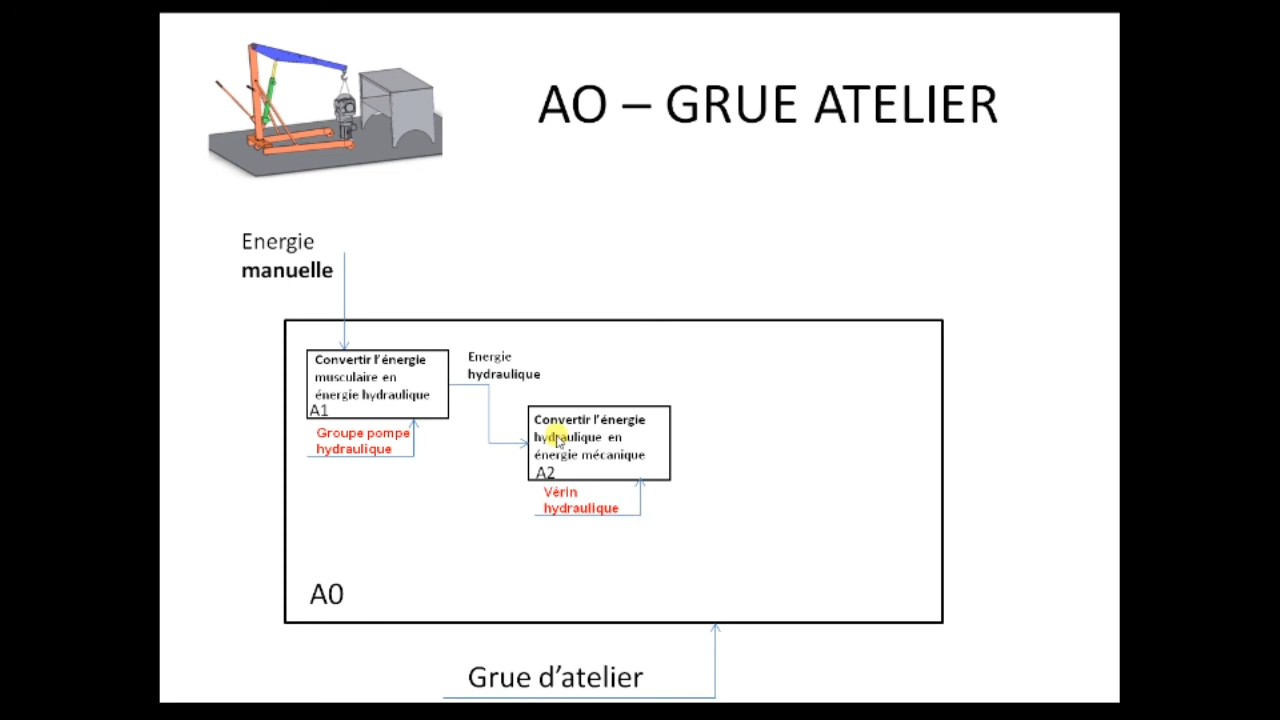 AO – GRUE ATELIER
Energie
manuelle
Convertir l'énergie
musculaire en
énergie hydraulique
A1
Groupe pompe
hydraulique
Energie
hydraulique
Convertir l'énergie
hydraulique en
énergie mécanique
A2
Vérin
hydraulique
A0
Grue d'atelier